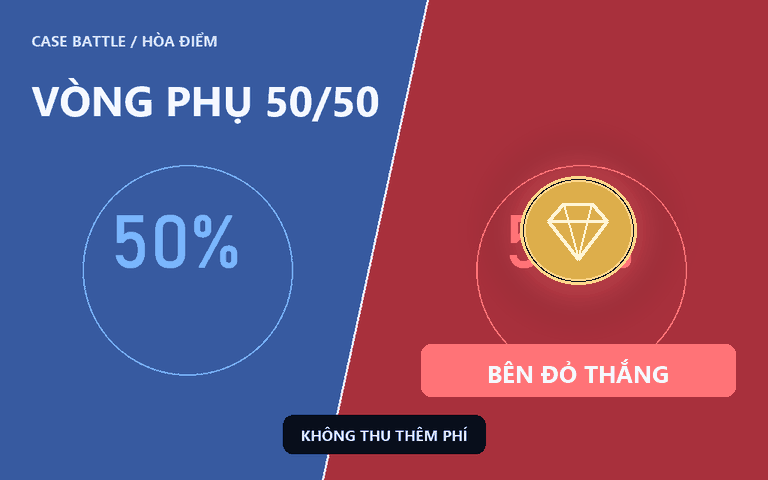 CASE BATTLE / HÒA ĐIỂM
VÒNG PHỤ 50/50
50%
BÊN ĐỎ THẮNG
KHÔNG THU THÊM PHÍ